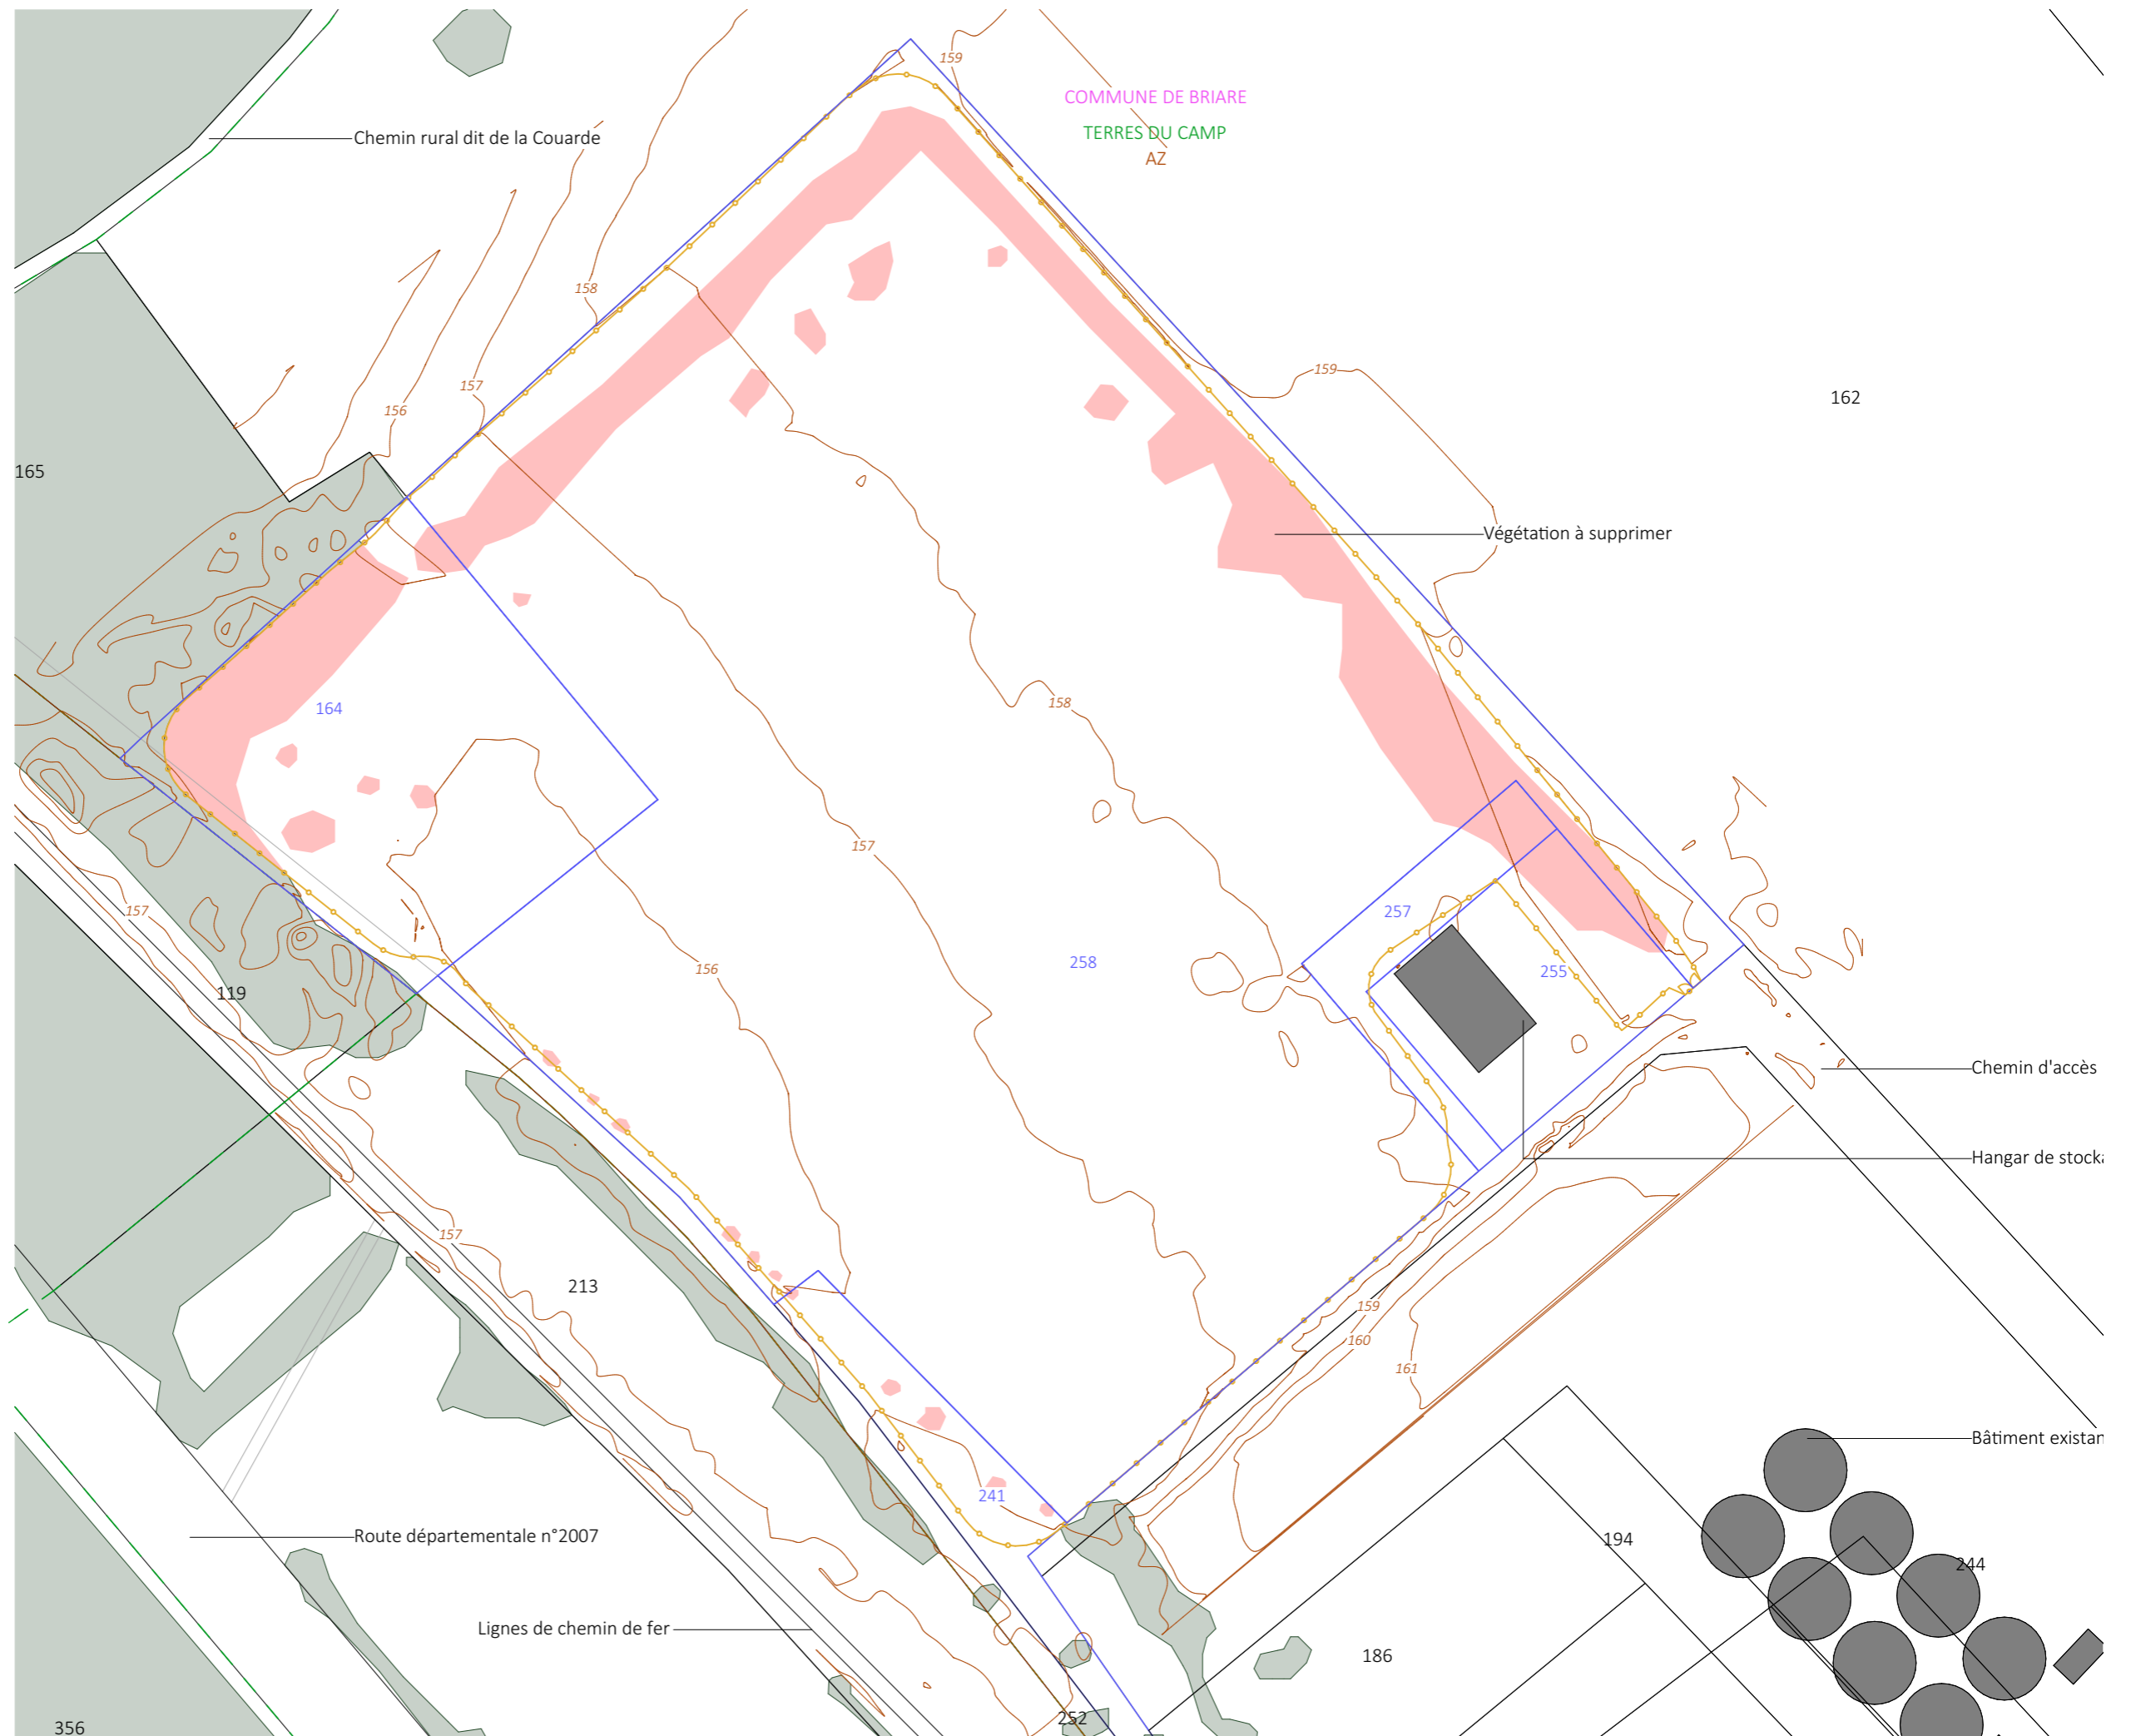 159
COMMUNE DE BRIARE
TERRES DU CAMP
AZ
Chemin rural dit de la Couarde
158
159
157
156
162
165
Végétation à supprimer
164
158
157
257
157
156
258
255
119
Chemin d'accès
Hangar de stocka
157
213
159
160
161
Bâtiment existan
241
Route départementale n°2007
194
244
Lignes de chemin de fer
186
252
356